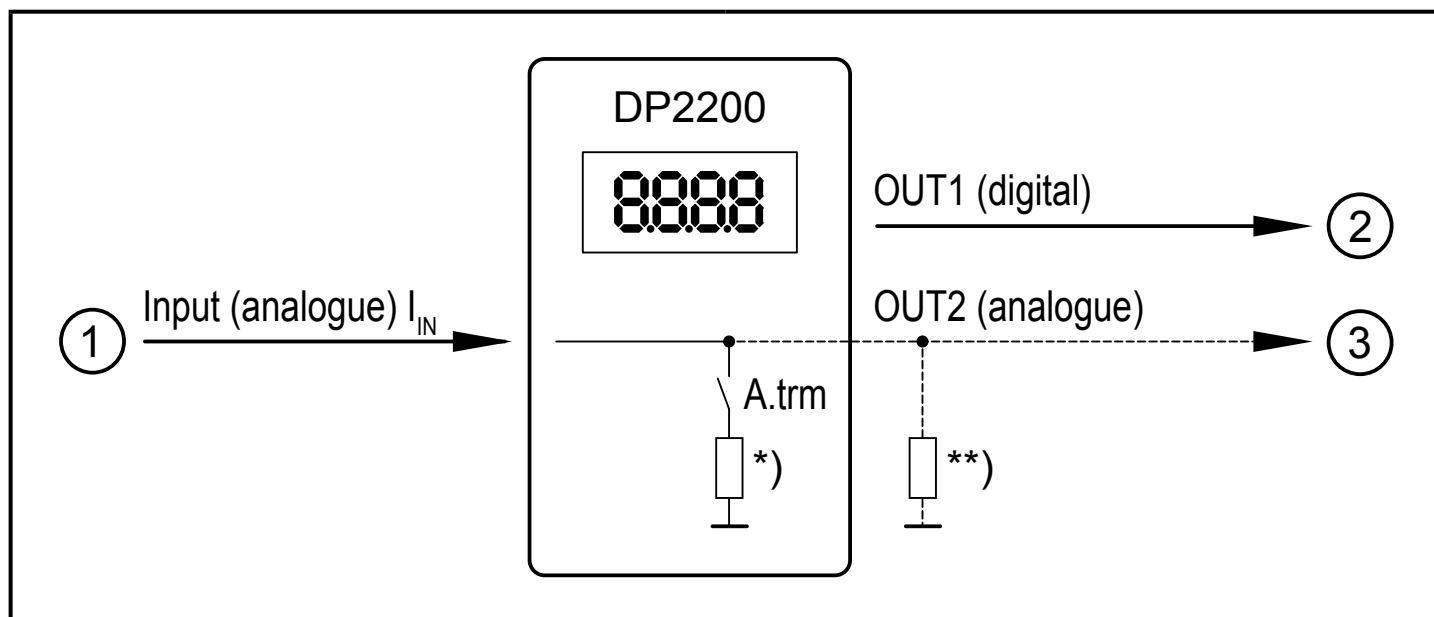 DP2200
8.8.8.8
OUT1 (digital)
2
Input (analogue) I_IN
OUT2 (analogue)
1
3
A.trm
*)
**)